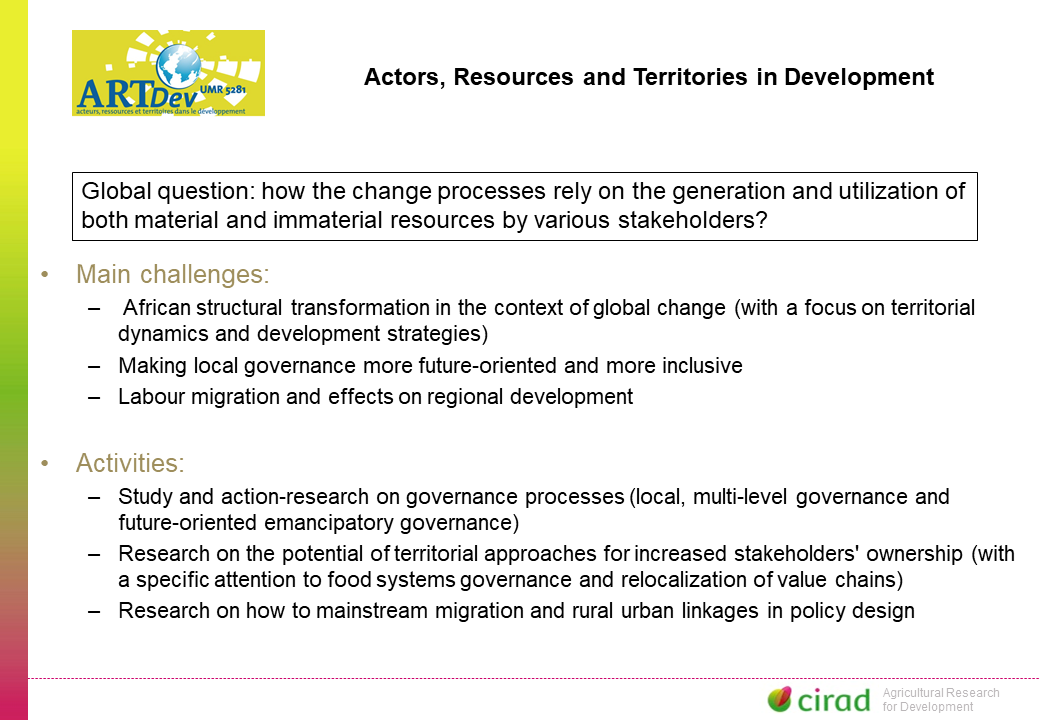 ARTDev UMR 5281
acteurs, ressources et territoires dans le développement
Actors, Resources and Territories in Development
Global question: how the change processes rely on the generation and utilization of
both material and immaterial resources by various stakeholders?
• Main challenges:
– African structural transformation in the context of global change (with a focus on territorial
dynamics and development strategies)
– Making local governance more future-oriented and more inclusive
– Labour migration and effects on regional development
• Activities:
– Study and action-research on governance processes (local, multi-level governance and
future-oriented emancipatory governance)
– Research on the potential of territorial approaches for increased stakeholders' ownership (with
a specific attention to food systems governance and relocalization of value chains)
– Research on how to mainstream migration and rural urban linkages in policy design
cirad
Agricultural Research
for Development